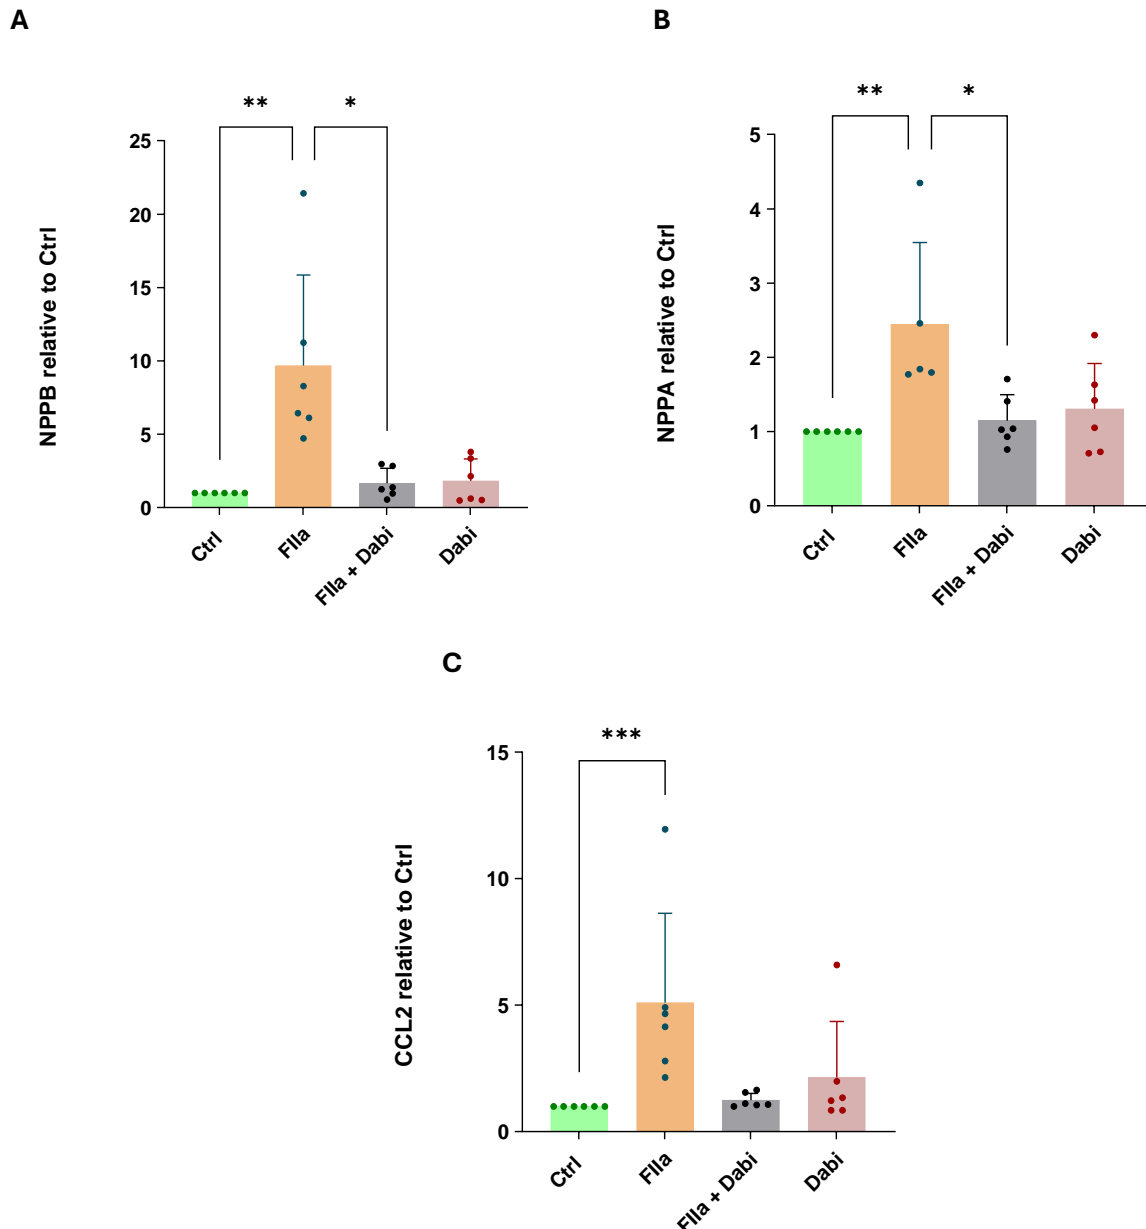 A
B
** *
NPPB relative to Ctrl
25
20
15
10
5
0
Ctrl
FIIa
FIIa + Dabi
Dabi
** *
NPPA relative to Ctrl
5
4
3
2
1
0
Ctrl
FIIa
FIIa + Dabi
Dabi
C
***
CCL2 relative to Ctrl
15
10
5
0
Ctrl
FIIa
FIIa + Dabi
Dabi